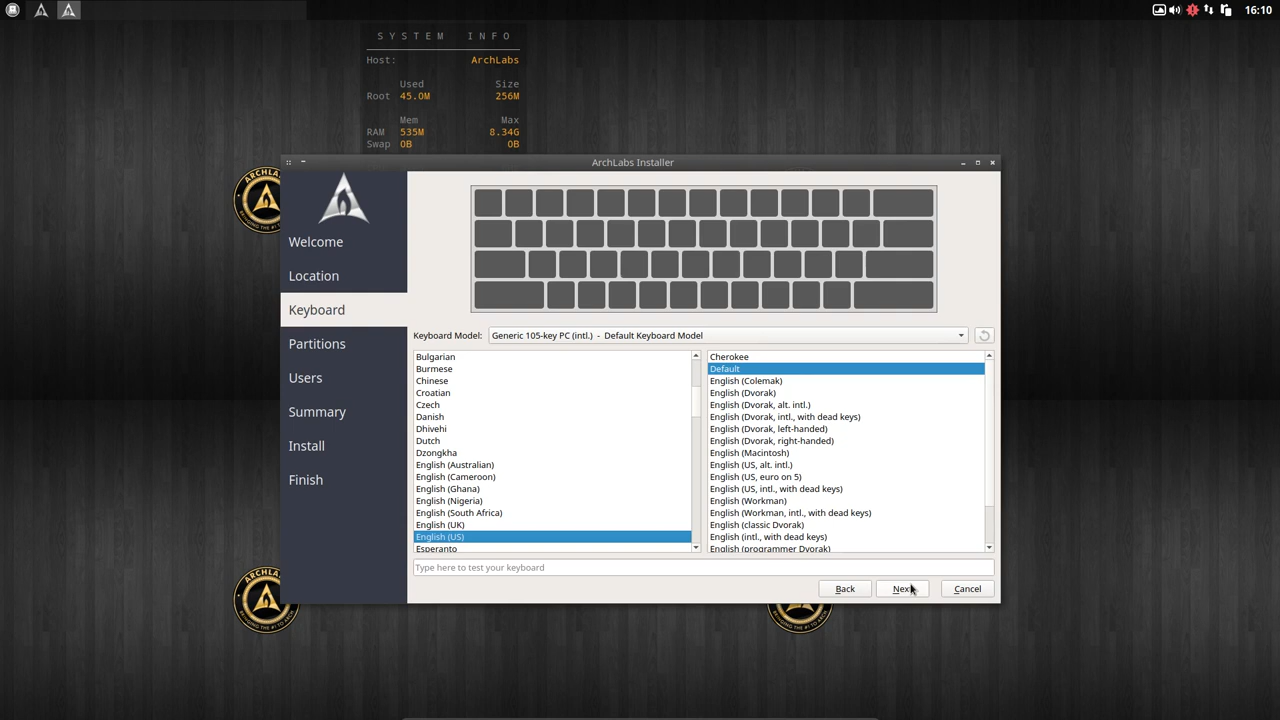 16:10
SYSTEM INFO
Host: ArchLabs
Used Size
Root 45.0M 256M
Mem Max
RAM 535M 8.34G
Swap 0B 0B
ArchLabs Installer
Welcome
Location
Keyboard
Partitions
Users
Summary
Install
Finish
Keyboard Model: Generic 105-key PC (intl.) - Default Keyboard Model
Bulgarian
Burmese
Chinese
Croatian
Czech
Danish
Dhivehi
Dutch
Dzongkha
English (Australian)
English (Cameroon)
English (Ghana)
English (Nigeria)
English (South Africa)
English (UK)
English (US)
Esperanto
Cherokee
Default
English (Colemak)
English (Dvorak)
English (Dvorak, alt. intl.)
English (Dvorak, intl., with dead keys)
English (Dvorak, left-handed)
English (Dvorak, right-handed)
English (Macintosh)
English (US, alt. intl.)
English (US, euro on 5)
English (US, intl., with dead keys)
English (Workman)
English (Workman, intl., with dead keys)
English (classic Dvorak)
English (intl., with dead keys)
English (programmer Dvorak)
Type here to test your keyboard
Back Next Cancel
BRINGING THE #1 TO ARCH